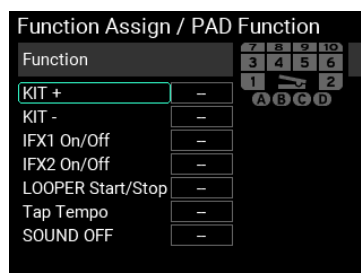 Function Assign / PAD Function
Function
7 8 9 10
3 4 5 6
1 2
A B C D
KIT + --
KIT - --
IFX1 On/Off --
IFX2 On/Off --
LOOPER Start/Stop --
Tap Tempo --
SOUND OFF --